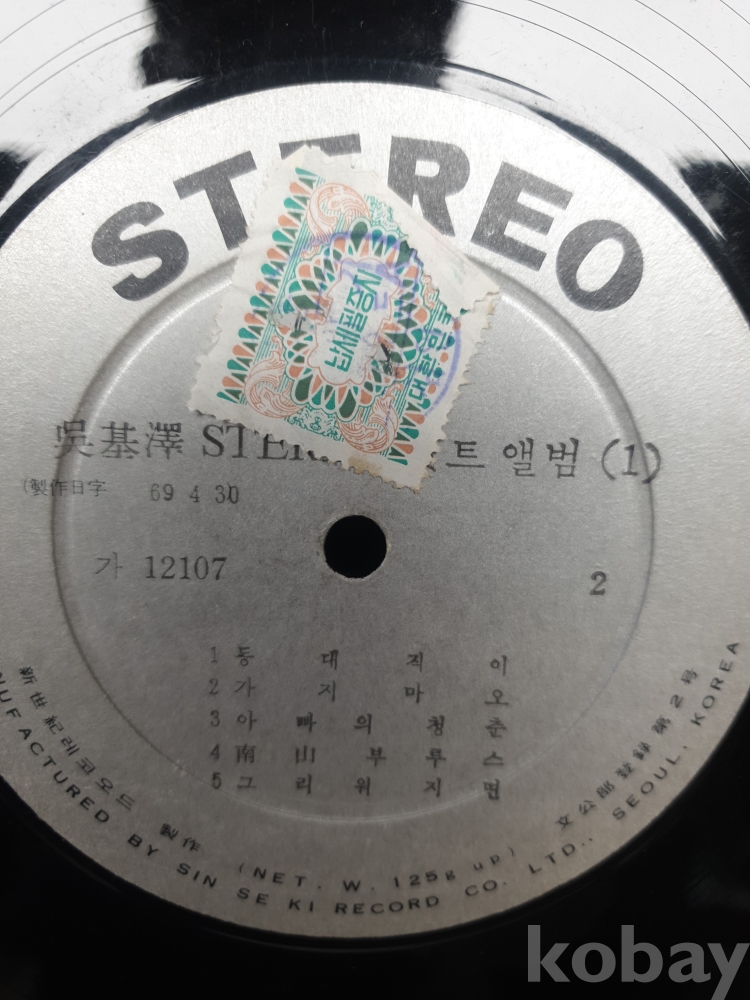 STEREO
吳基澤 STER 트 앨범 (1)
(製作日字 69 4 30
가 12107
2
1 동 대 직 이
2 가 지 마 오
3 아 빠 의 청 춘
4 南 山 부 루 스
5 그 리 워 지 면
新世紀레코오드 製作 (NET. W. 125g up) 文公部登錄第2号
MANUFACTURED BY SIN SE KI RECORD CO. LTD., SEOUL, KOREA
kobay